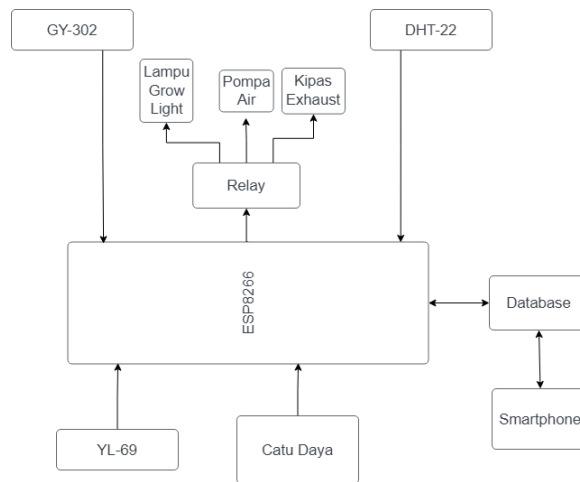 GY-302
DHT-22
Lampu
Grow
Light
Pompa
Air
Kipas
Exhaust
Relay
ESP8266
Database
Smartphone
YL-69
Catu Daya